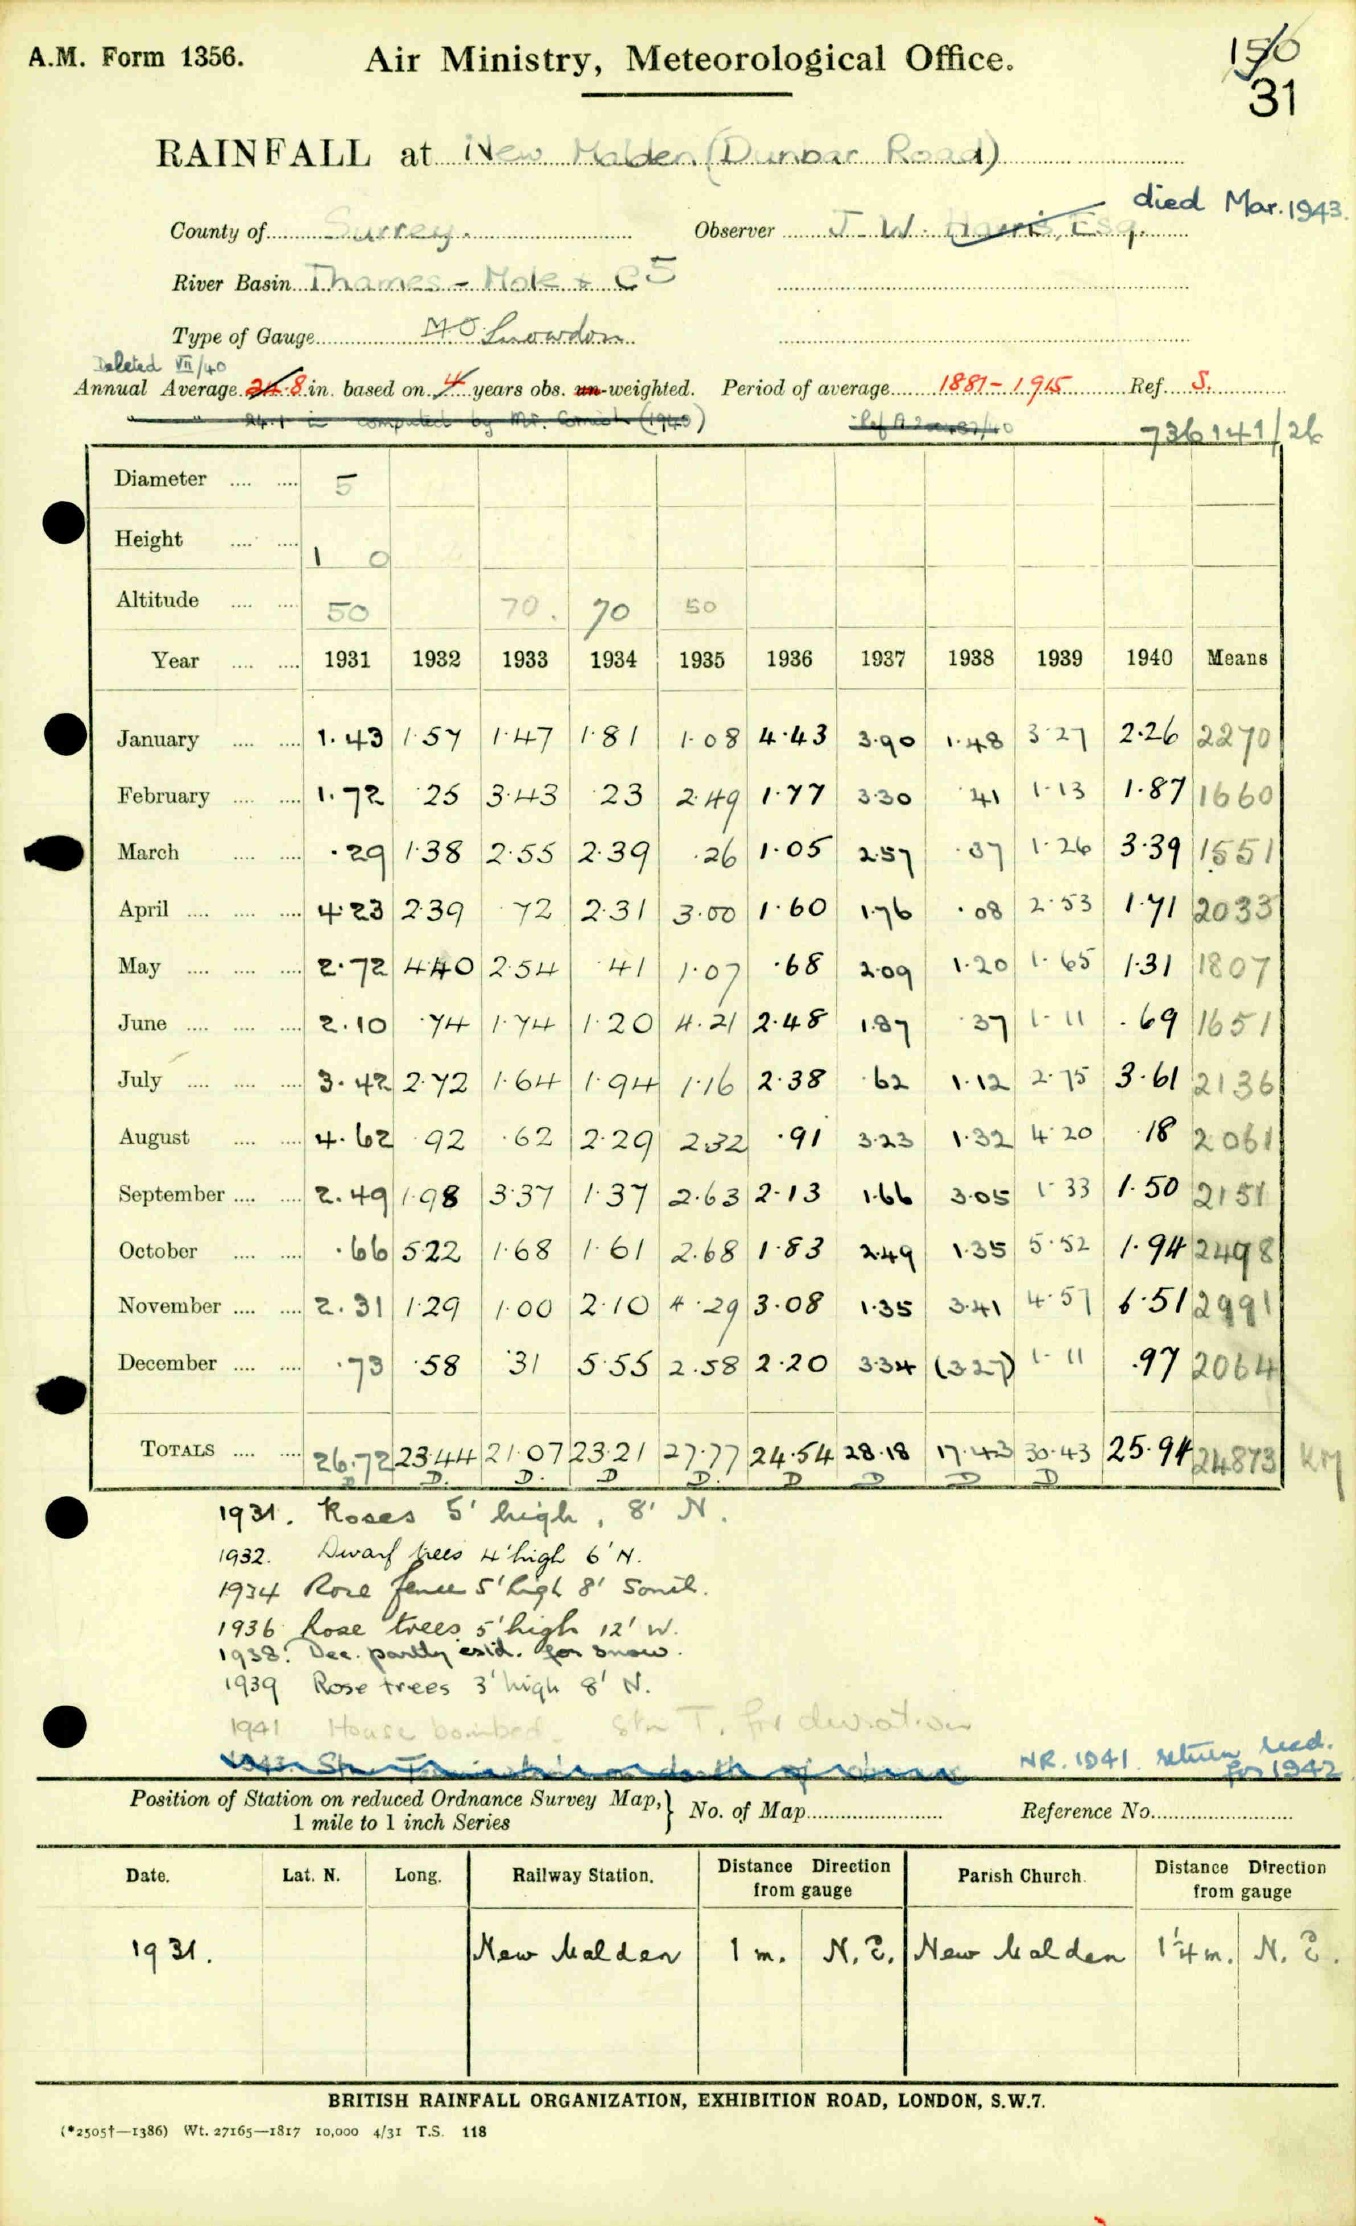 A.M. Form 1356. Air Ministry, Meteorological Office. 150
31
RAINFALL at New Malden (Dunbar Road)
died Mar. 1943.
County of Surrey. Observer J. W. Harris, Esq.
River Basin Thames - Mole + C5
Type of Gauge M.O. Snowdon
Deleted VII/40
Annual Average 24.8 in. based on 4 years obs. un-weighted. Period of average 1881-1915 Ref S.
" " 24.1 in computed by Mr. (1940)
736141/26
Diameter 5
Height 1 0
Altitude 50 70. 70 50
Year 1931 1932 1933 1934 1935 1936 1937 1938 1939 1940 Means
January 1.43 1.57 1.47 1.81 1.08 4.43 3.90 1.48 3.27 2.26 2270
February 1.72 .25 3.43 .23 2.49 1.77 3.30 .41 1.13 1.87 1660
March .29 1.38 2.55 2.39 .26 1.05 2.57 .37 1.26 3.39 1551
April 4.23 2.39 .72 2.31 3.00 1.60 1.76 .08 2.53 1.71 2033
May 2.72 4.40 2.54 .41 1.07 .68 2.09 1.20 1.65 1.31 1807
June 2.10 .74 1.74 1.20 4.21 2.48 1.87 .37 1.11 .69 1651
July 3.42 2.72 1.64 1.94 1.16 2.38 .62 1.12 2.75 3.61 2136
August 4.62 .92 .62 2.29 2.32 .91 3.23 1.32 4.20 .18 2061
September 2.49 1.98 3.37 1.37 2.63 2.13 1.66 3.05 1.33 1.50 2151
October .66 5.22 1.68 1.61 2.68 1.83 2.49 1.35 5.52 1.94 2498
November 2.31 1.29 1.00 2.10 4.29 3.08 1.35 3.41 4.57 6.51 2991
December .73 .58 .31 5.55 2.58 2.20 3.34 (3.27) 1.11 .97 2064
TOTALS 26.72 23.44 21.07 23.21 27.77 24.54 28.18 17.43 30.43 25.94 24873 KM
D D. D. D D. D D D D
1931. Roses 5' high, 8' N.
1932. Dwarf trees 4' high 6' N.
1934 Rose fence 5' high 8' South.
1936 Rose trees 5' high 12' W.
1938. Dec. partly estd. for snow.
1939 Rose trees 3' high 8' N.
1941 House bombed. Stn T. for duration
1943. Stn Terminated on death of
NR. 1941. return recd. for 1942
Position of Station on reduced Ordnance Survey Map, 1 mile to 1 inch Series } No. of Map Reference No.
Date. Lat. N. Long. Railway Station. Distance Direction from gauge Parish Church. Distance Direction from gauge
1931. New Malden 1 m. N.E. New Malden 1¼ m. N.E.
BRITISH RAINFALL ORGANIZATION, EXHIBITION ROAD, LONDON, S.W.7.
(*2505†—1386) Wt. 27165—1817 10,000 4/31 T.S. 118